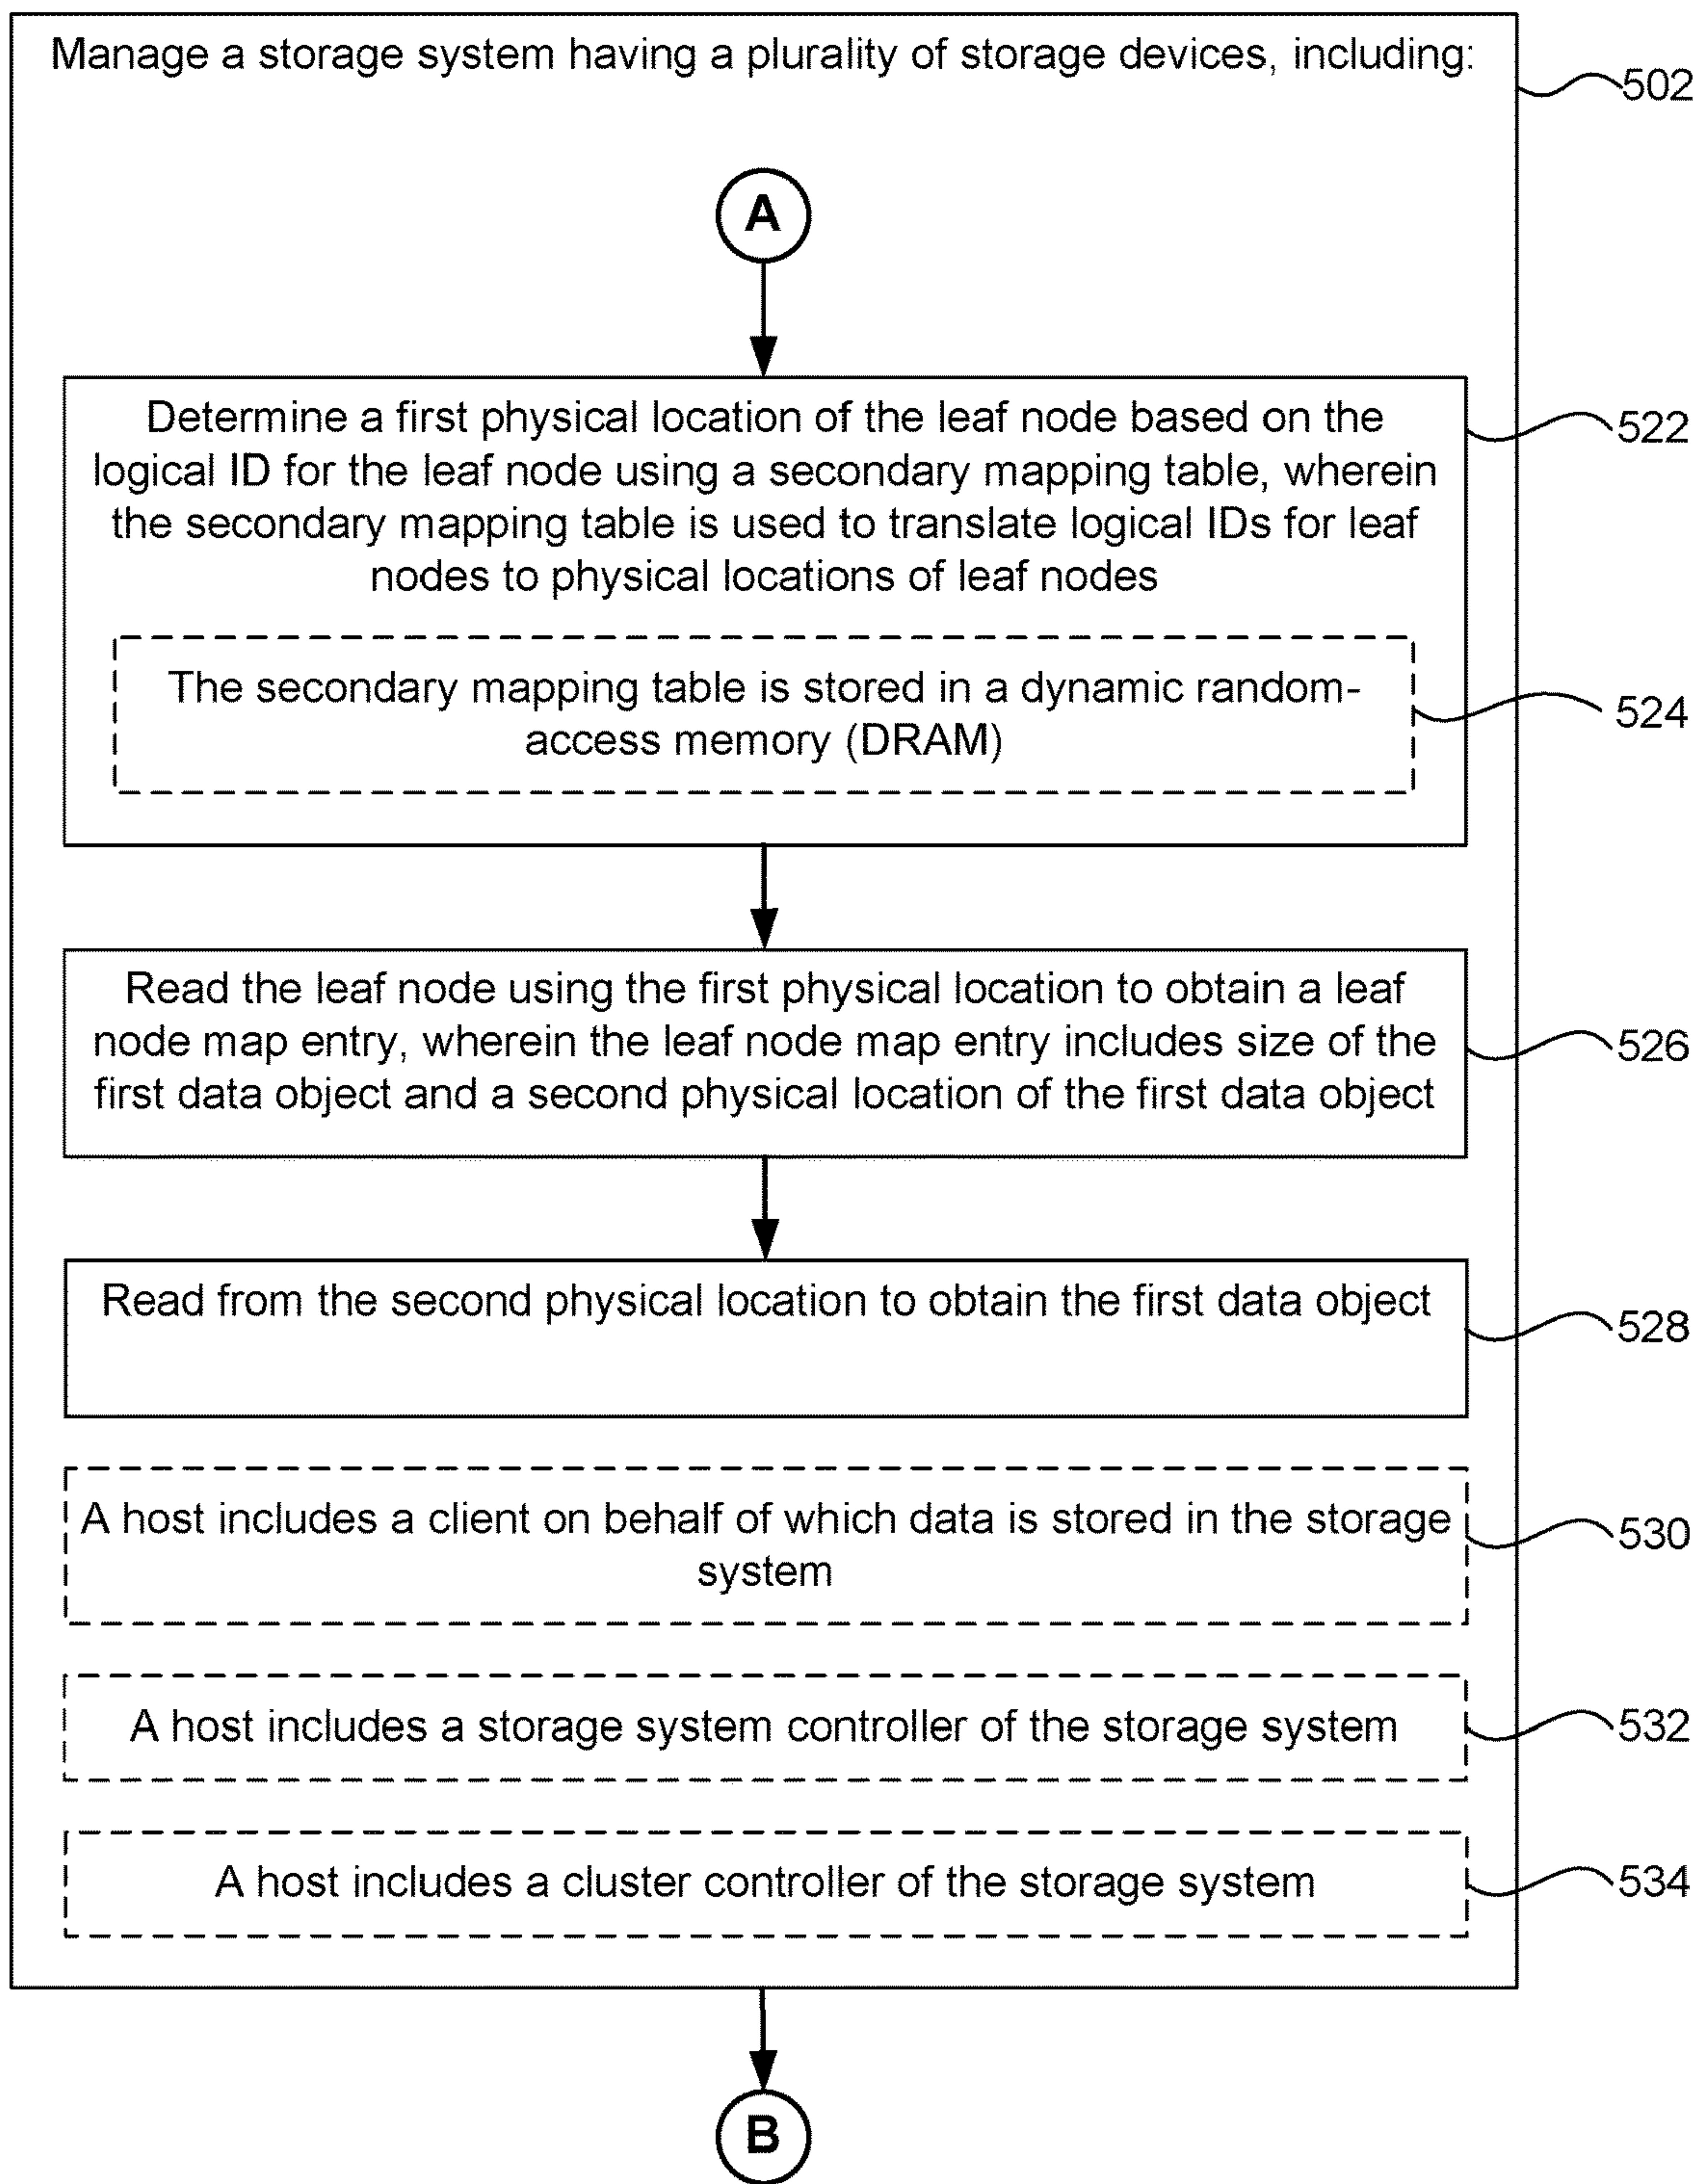 Manage a storage system having a plurality of storage devices, including:
502
A
Determine a first physical location of the leaf node based on the
logical ID for the leaf node using a secondary mapping table, wherein
the secondary mapping table is used to translate logical IDs for leaf
nodes to physical locations of leaf nodes
522
The secondary mapping table is stored in a dynamic random-
access memory (DRAM)
524
Read the leaf node using the first physical location to obtain a leaf
node map entry, wherein the leaf node map entry includes size of the
first data object and a second physical location of the first data object
526
Read from the second physical location to obtain the first data object
528
A host includes a client on behalf of which data is stored in the storage
system
530
A host includes a storage system controller of the storage system
532
A host includes a cluster controller of the storage system
534
B